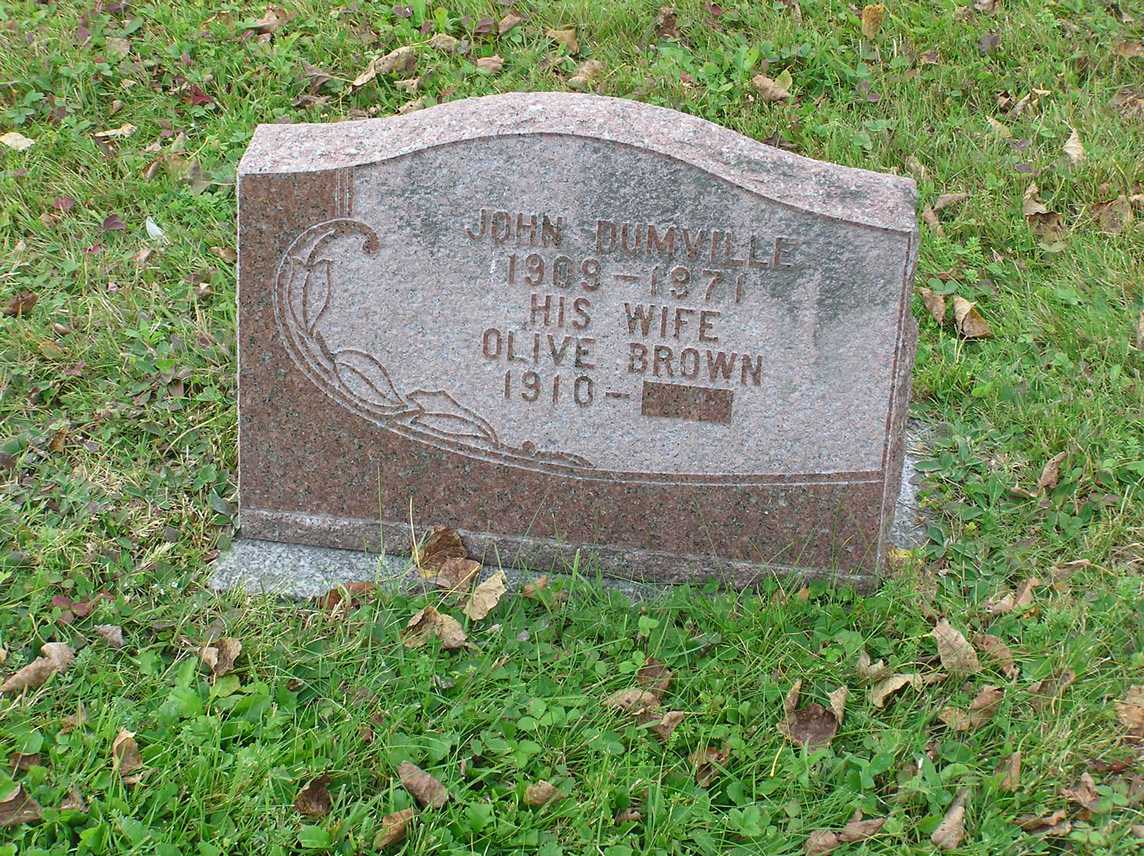 JOHN DUMVILLE
1909-1971
HIS WIFE
OLIVE BROWN
1910-